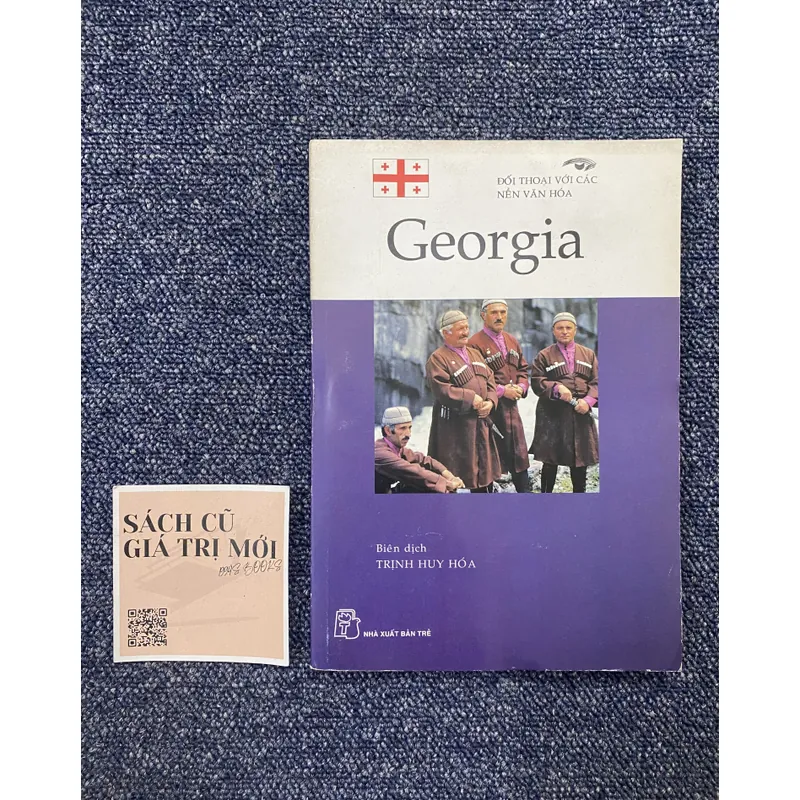 ĐỐI THOẠI VỚI CÁC
NỀN VĂN HÓA
Georgia
Biên dịch
TRỊNH HUY HÓA
NHÀ XUẤT BẢN TRẺ
SÁCH CŨ
GIÁ TRỊ MỚI